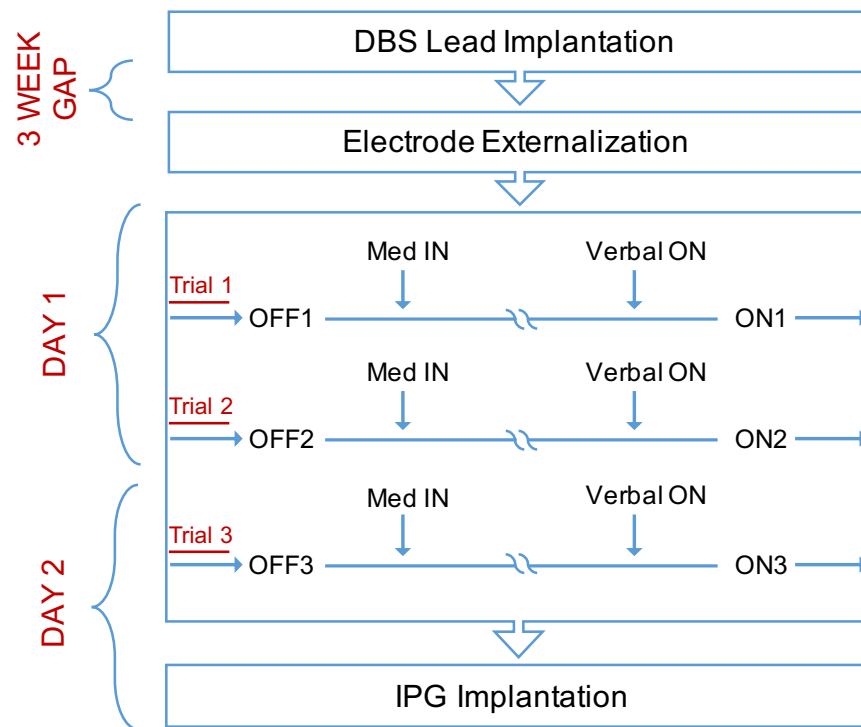 DBS Lead Implantation
3 WEEK
GAP
Electrode Externalization
DAY 1
Med IN
Verbal ON
Trial 1
OFF1
ON1
Med IN
Verbal ON
Trial 2
OFF2
ON2
DAY 2
Med IN
Verbal ON
Trial 3
OFF3
ON3
IPG Implantation